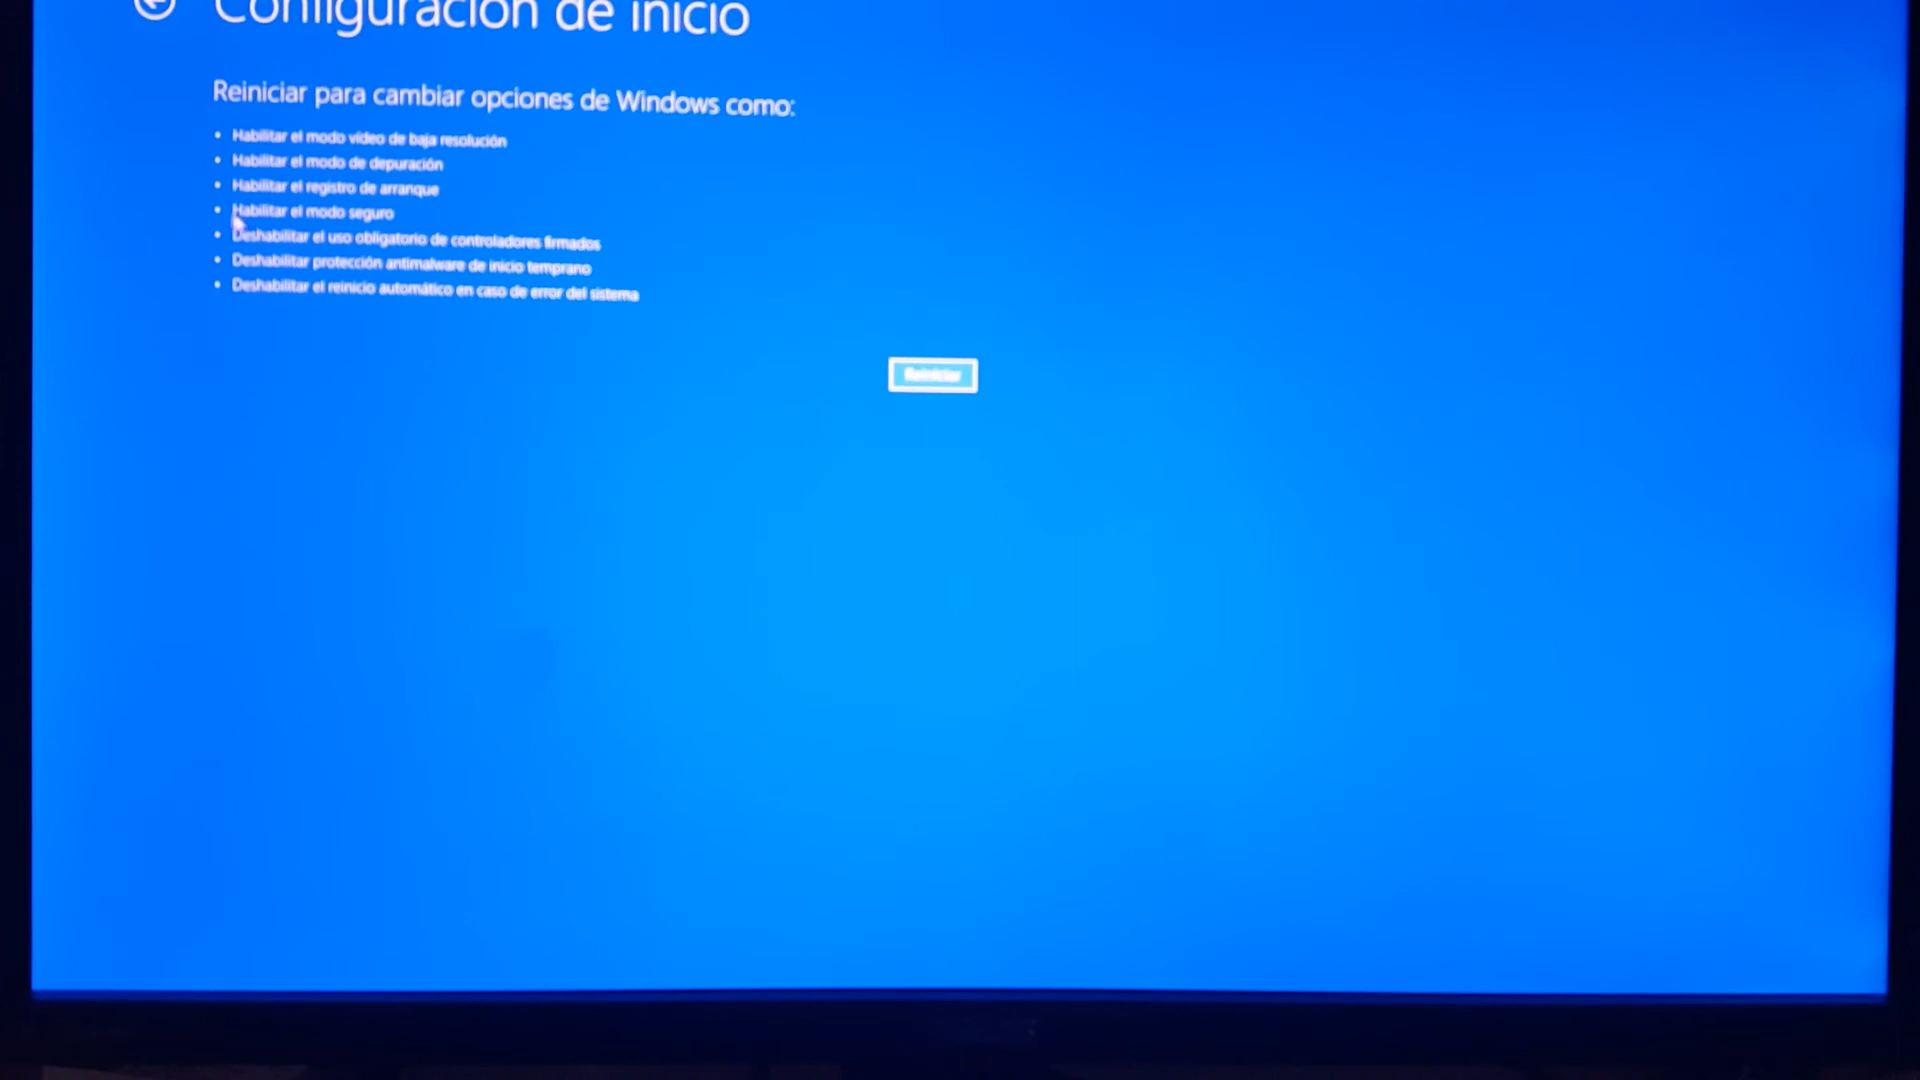 Configuración de inicio
Reiniciar para cambiar opciones de Windows como:
• Habilitar el modo vídeo de baja resolución
• Habilitar el modo de depuración
• Habilitar el registro de arranque
• Habilitar el modo seguro
• Deshabilitar el uso obligatorio de controladores firmados
• Deshabilitar protección antimalware de inicio temprano
• Deshabilitar el reinicio automático en caso de error del sistema
Reiniciar